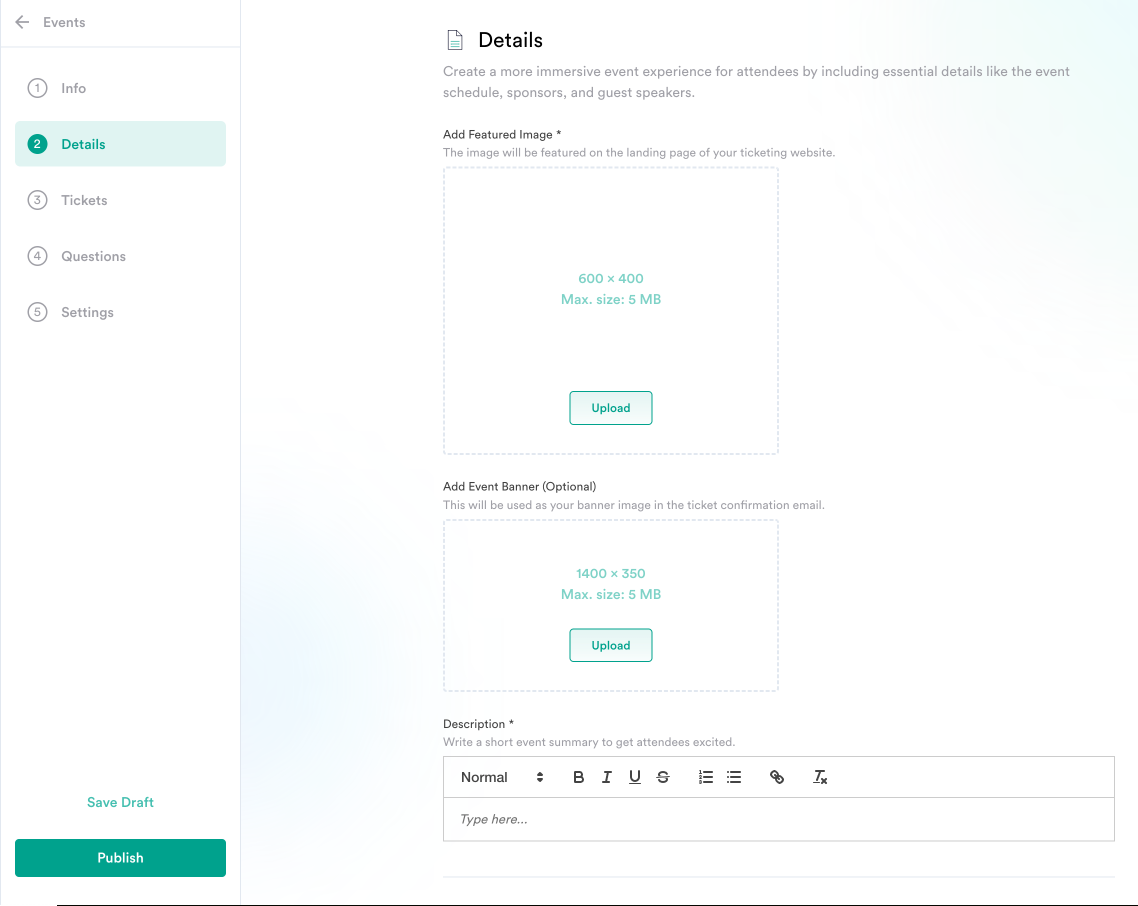 Events
1 Info
2 Details
3 Tickets
4 Questions
5 Settings
Save Draft
Publish
Details
Create a more immersive event experience for attendees by including essential details like the event
schedule, sponsors, and guest speakers.
Add Featured Image *
The image will be featured on the landing page of your ticketing website.
600 × 400
Max. size: 5 MB
Upload
Add Event Banner (Optional)
This will be used as your banner image in the ticket confirmation email.
1400 × 350
Max. size: 5 MB
Upload
Description *
Write a short event summary to get attendees excited.
Normal B I U S
Type here...